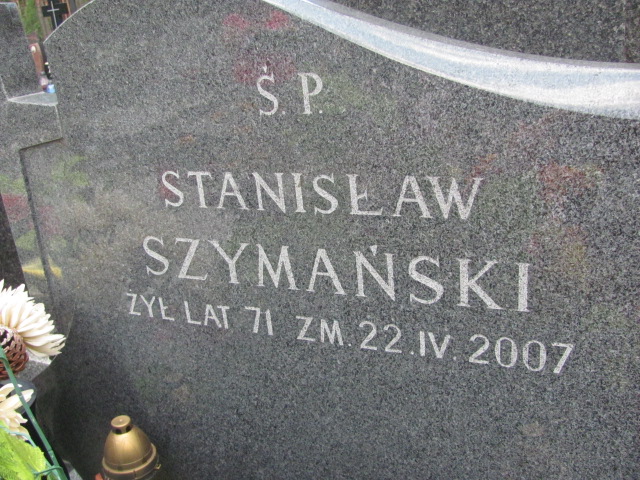 Ś.P.
STANISŁAW
SZYMAŃSKI
ŻYŁ LAT 71 ZM. 22.IV.2007